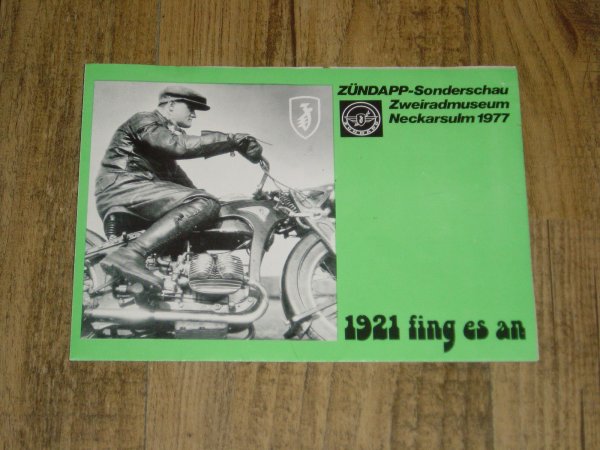 ZÜNDAPP-Sonderschau
Zweiradmuseum
Neckarsulm 1977
1921 fing es an